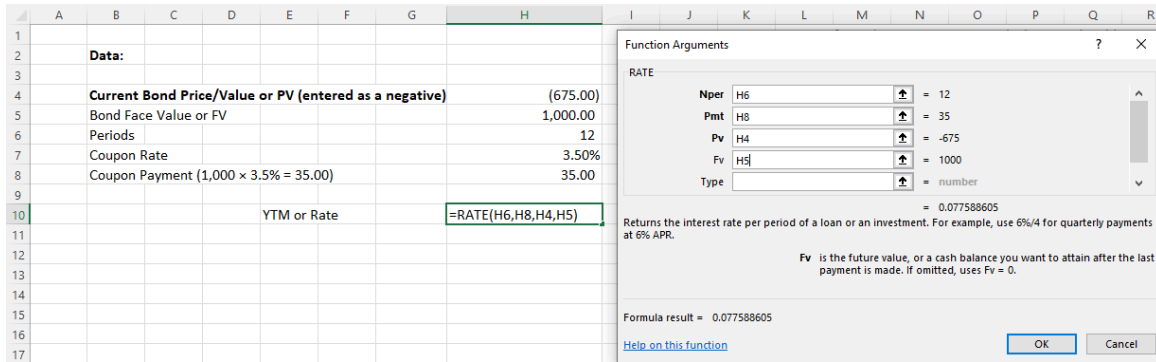 A B C D E F G H I J K L M N O P Q R
1
2 Data:
3
4 Current Bond Price/Value or PV (entered as a negative) (675.00)
5 Bond Face Value or FV 1,000.00
6 Periods 12
7 Coupon Rate 3.50%
8 Coupon Payment (1,000 × 3.5% = 35.00) 35.00
9
10 YTM or Rate =RATE(H6,H8,H4,H5)
11
12
13
14
15
16
17
Function Arguments ? ×
RATE
Nper H6 = 12
Pmt H8 = 35
Pv H4 = -675
Fv H5 = 1000
Type = number
= 0.077588605
Returns the interest rate per period of a loan or an investment. For example, use 6%/4 for quarterly payments
at 6% APR.
Fv is the future value, or a cash balance you want to attain after the last
payment is made. If omitted, uses Fv = 0.
Formula result = 0.077588605
Help on this function OK Cancel